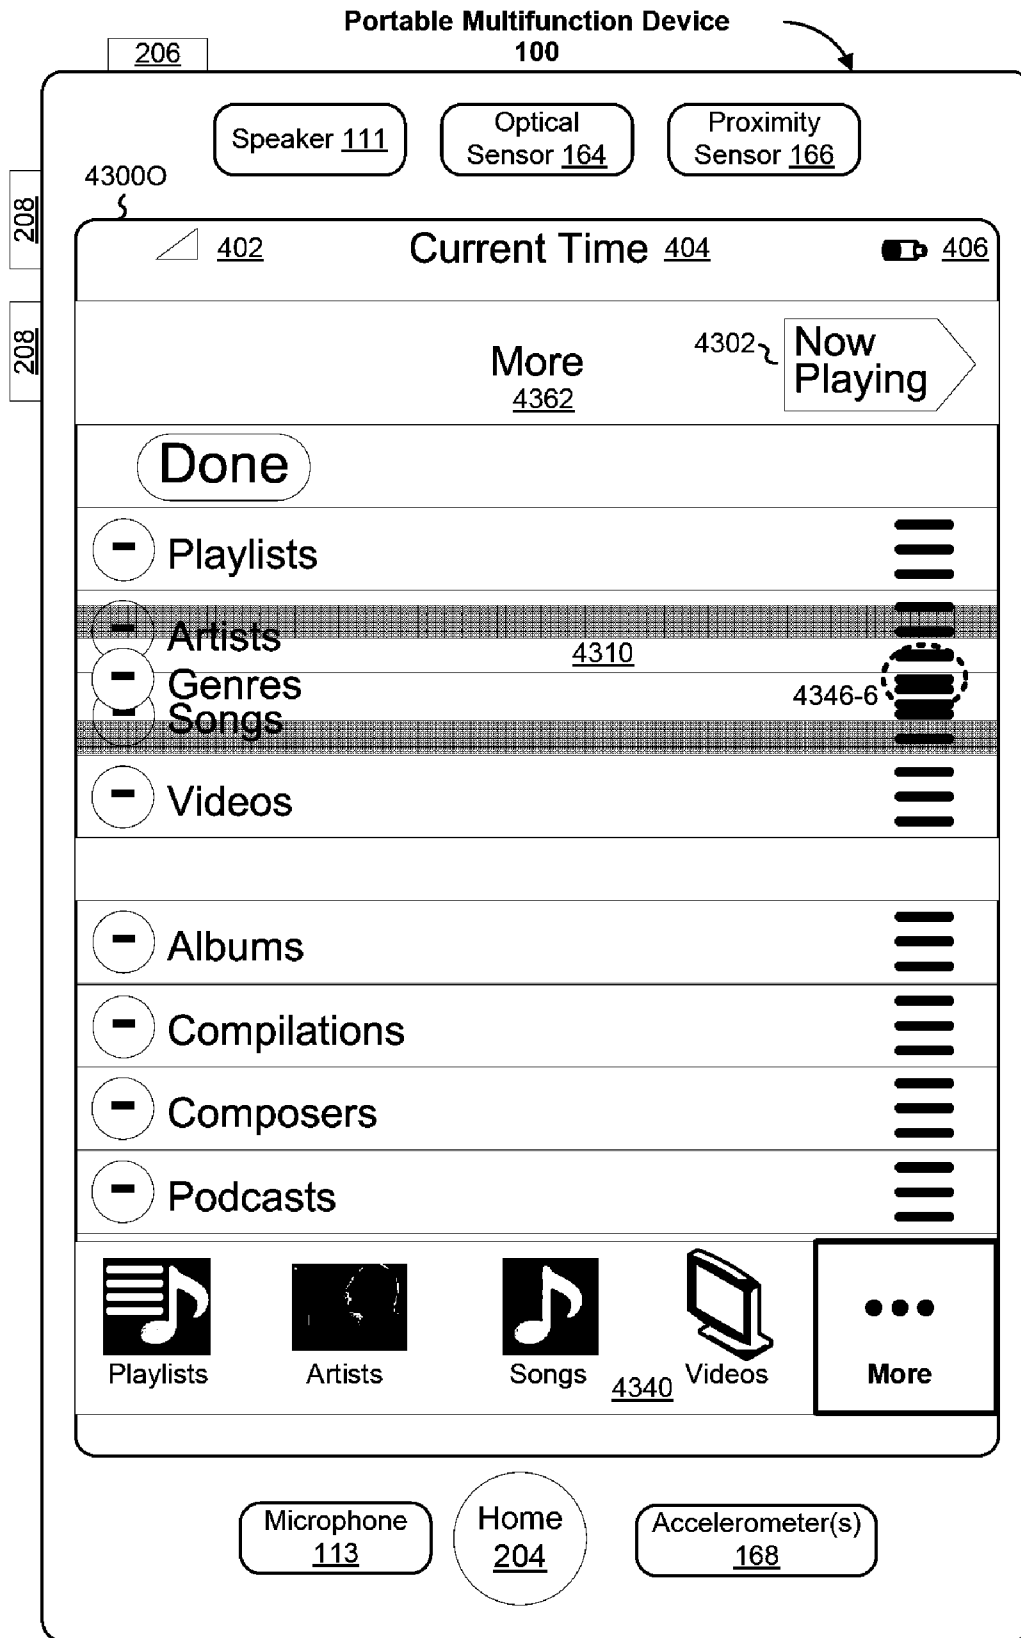 Portable Multifunction Device
100
206
Speaker 111
Optical
Sensor 164
Proximity
Sensor 166
4300O
208
208
402
Current Time 404
406
More
4362
4302
Now
Playing
Done
Playlists
Artists
4310
Genres
4346-6
Songs
Videos
Albums
Compilations
Composers
Podcasts
Playlists
Artists
Songs
4340
Videos
More
Microphone
113
Home
204
Accelerometer(s)
168